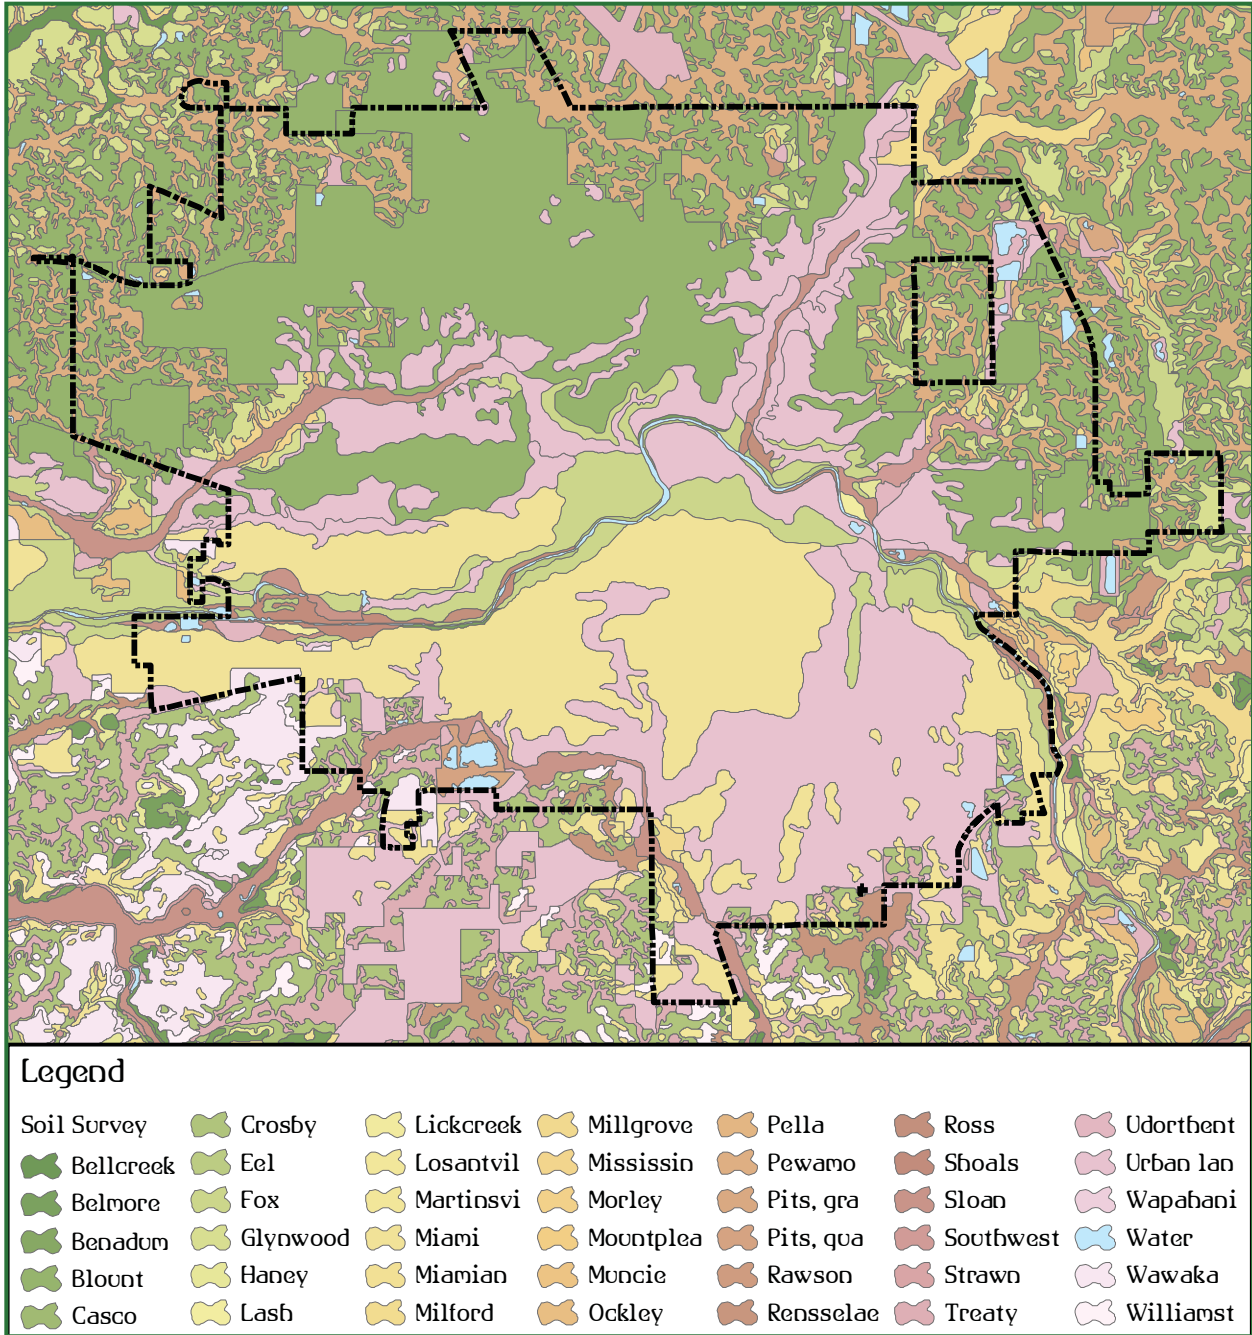 Legend
Soil Survey
Bellcreek
Belmore
Benadum
Blount
Casco
Crosby
Eel
Fox
Glynwood
Haney
Lash
Lickcreek
Losantvil
Martinsvi
Miami
Miamian
Milford
Millgrove
Mississin
Morley
Mountplea
Muncie
Ockley
Pella
Pewamo
Pits, gra
Pits, qua
Rawson
Rensselae
Ross
Shoals
Sloan
Southwest
Strawn
Treaty
Udorthent
Urban lan
Wapahani
Water
Wawaka
Williamst